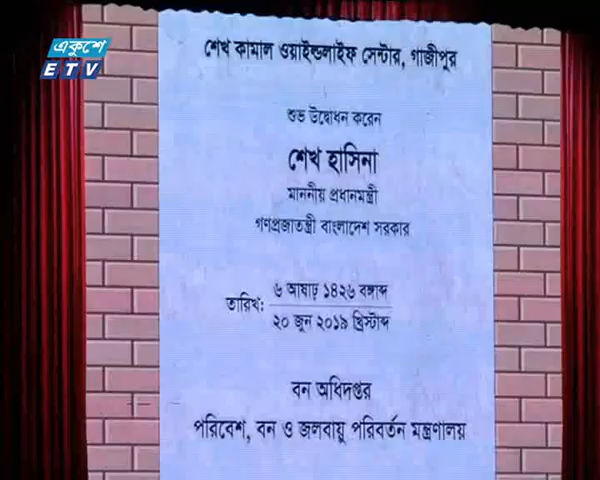 একুশে
ETV
শেখ কামাল ওয়াইল্ডলাইফ সেন্টার, গাজীপুর
শুভ উদ্বোধন করেন
শেখ হাসিনা
মাননীয় প্রধানমন্ত্রী
গণপ্রজাতন্ত্রী বাংলাদেশ সরকার
তারিখ: ৬ আষাঢ় ১৪২৬ বঙ্গাব্দ
২০ জুন ২০১৯ খ্রিস্টাব্দ
বন অধিদপ্তর
পরিবেশ, বন ও জলবায়ু পরিবর্তন মন্ত্রণালয়